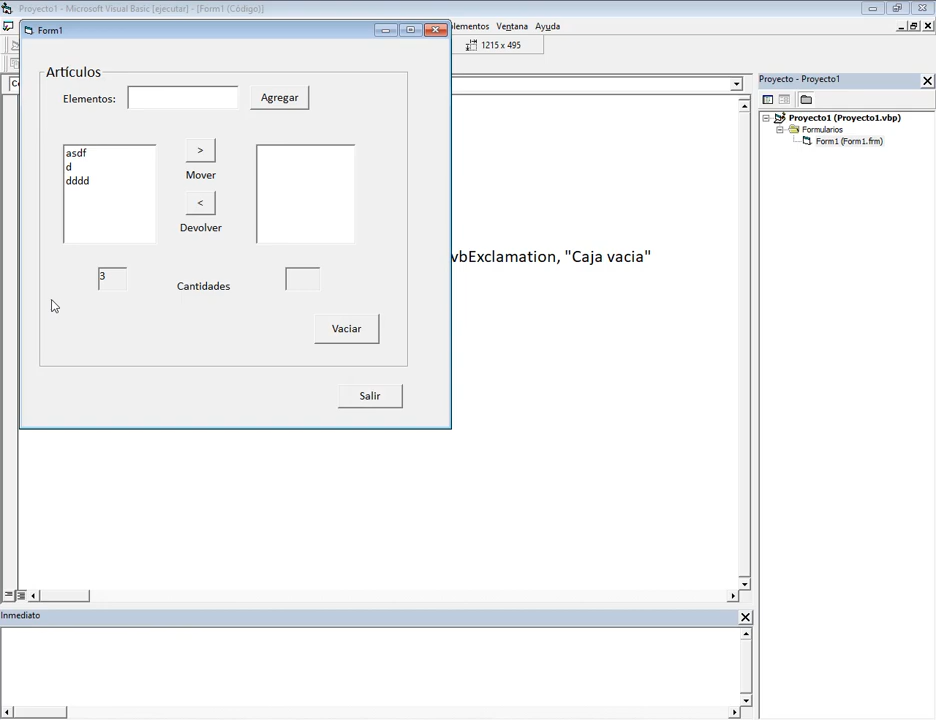 Proyecto1 - Microsoft Visual Basic [ejecutar] - [Form1 (Código)]
Form1
Ventana
Ayuda
1215 x 495
Proyecto - Proyecto1
Artículos
Elementos:
Agregar
Proyecto1 (Proyecto1.vbp)
Formularios
Form1 (Form1.frm)
asdf
d
dddd
>
Mover
<
Devolver
vbExclamation, "Caja vacia"
3
Cantidades
Vaciar
Salir
Inmediato